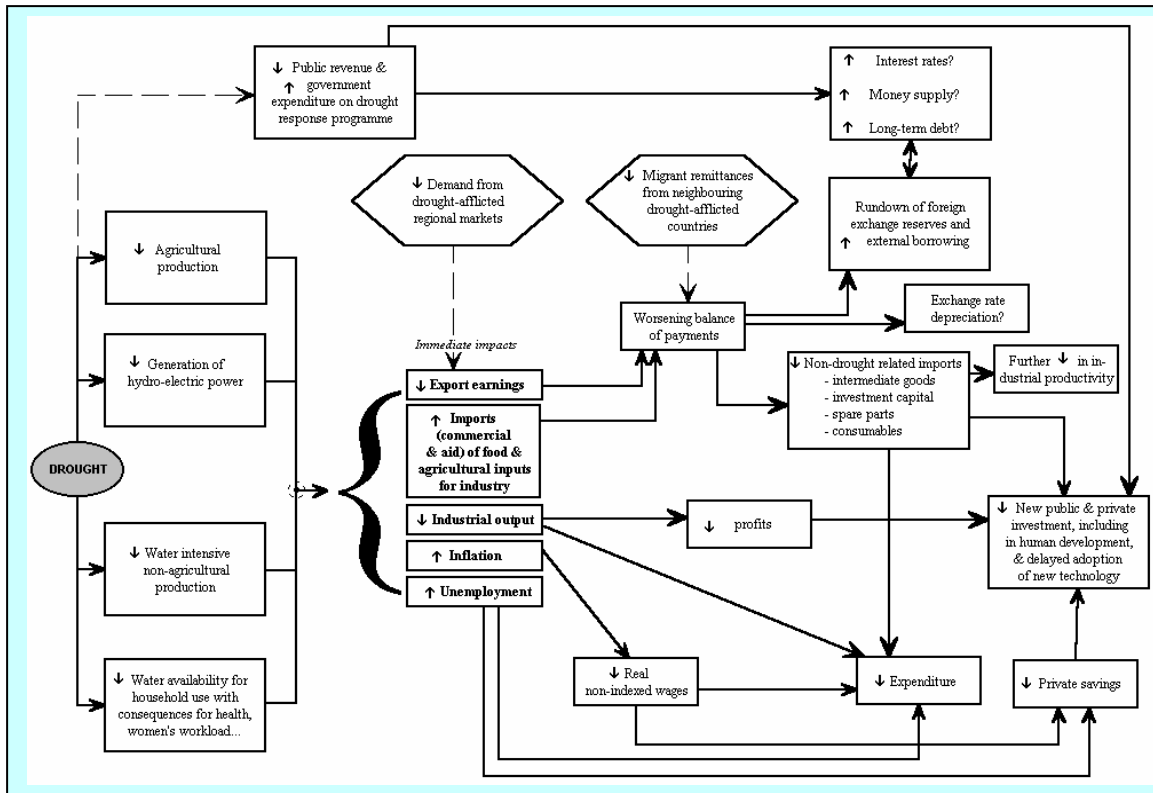 ↓ Public revenue &
↑ government
expenditure on drought
response programme
↑ Interest rates?
↑ Money supply?
↑ Long-term debt?
↓ Demand from
drought-afflicted
regional markets
↓ Migrant remittances
from neighbouring
drought-afflicted
countries
Rundown of foreign
exchange reserves and
↑ external borrowing
↓ Agricultural
production
Worsening balance
of payments
Exchange rate
depreciation?
↓ Generation of
hydro-electric power
Immediate impacts
↓ Export earnings
↑ Imports
(commercial
& aid) of food &
agricultural inputs
for industry
↓ Industrial output
↑ Inflation
↑ Unemployment
↓ Non-drought related imports
- intermediate goods
- investment capital
- spare parts
- consumables
Further ↓ in in-
dustrial productivity
DROUGHT
↓ profits
↓ New public & private
investment, including
in human development,
& delayed adoption
of new technology
↓ Water intensive
non-agricultural
production
↓ Water availability for
household use with
consequences for health,
women's workload...
↓ Real
non-indexed wages
↓ Expenditure
↓ Private savings